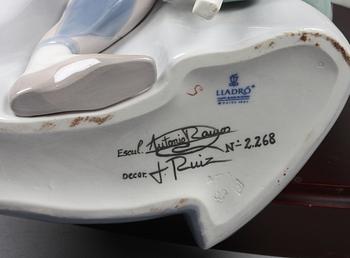 LLADRÓ
Escul. Antonio Ramos
Decor. J. Ruiz Nº 2.268